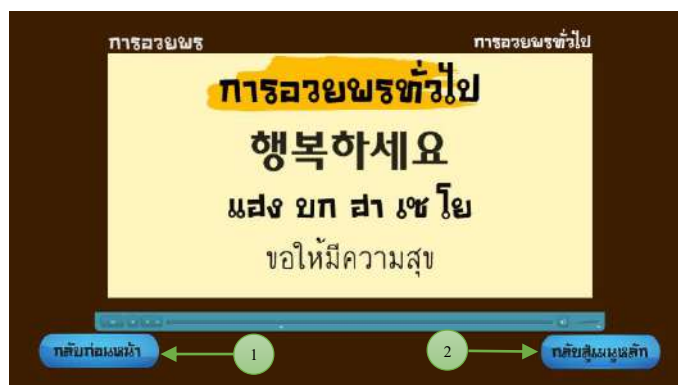 การอวยพร
การอวยพรทั่วไป
การอวยพรทั่วไป
행복하세요
แฮง บก ฮา เซ โย
ขอให้มีความสุข
กลับก่อนหน้า
1
2
กลับสู่เมนูหลัก